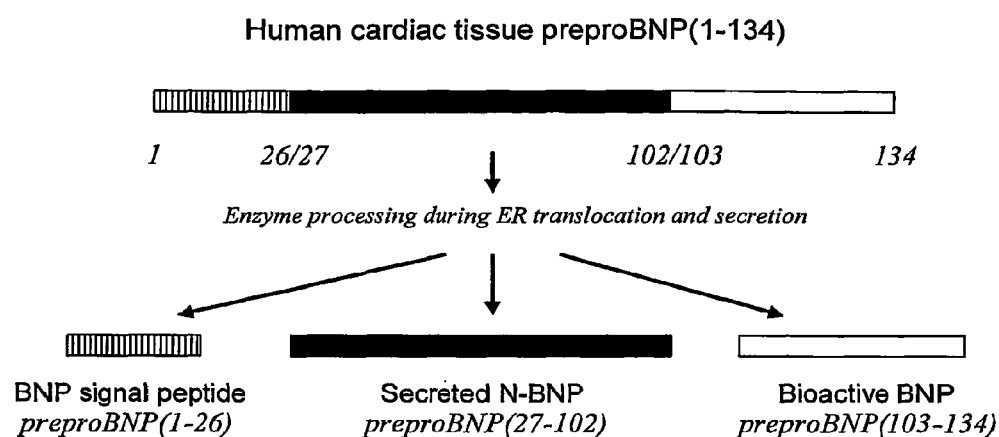 Human cardiac tissue preproBNP(1-134)
1 26/27 102/103 134
Enzyme processing during ER translocation and secretion
BNP signal peptide Secreted N-BNP Bioactive BNP
preproBNP(1-26) preproBNP(27-102) preproBNP(103-134)